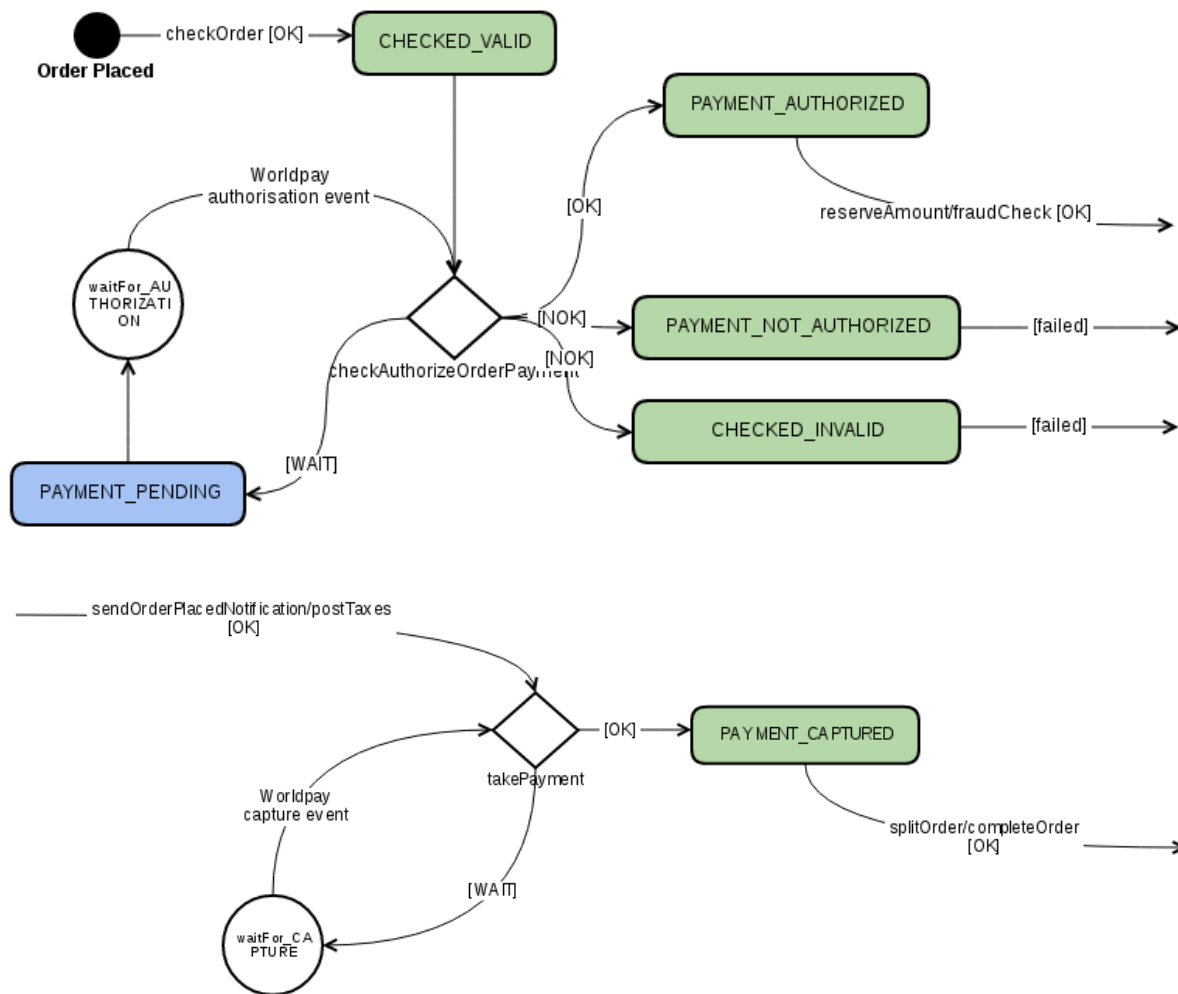 checkOrder [OK]
CHECKED_VALID
Order Placed
PAYMENT_AUTHORIZED
Worldpay
authorisation event
[OK]
reserveAmount/fraudCheck [OK]
waitFor_AU
THORIZATI
ON
[NOK]
PAYMENT_NOT_AUTHORIZED
[failed]
[NOK]
checkAuthorizeOrderPayment
CHECKED_INVALID
[failed]
[WAIT]
PAYMENT_PENDING
sendOrderPlacedNotification/postTaxes
[OK]
[OK]
PAYMENT_CAPTURED
takePayment
Worldpay
capture event
splitOrder/completeOrder
[OK]
[WAIT]
waitFor_CA
PTURE